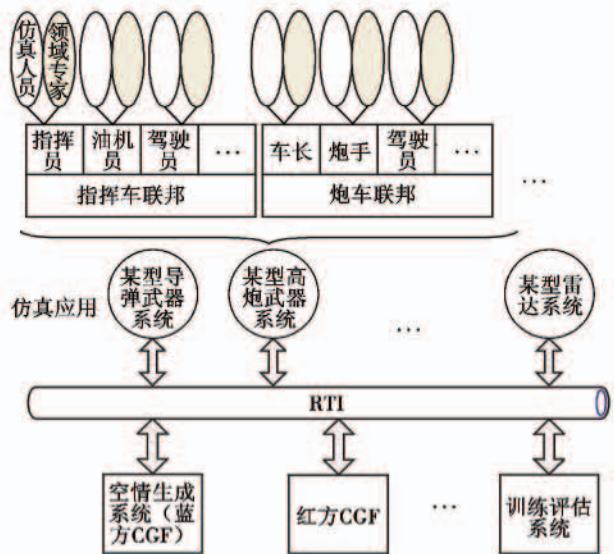 仿真人员
领域专家
指挥
员
油机
员
驾驶
员
…
车长
炮手
驾驶
员
…
指挥车联邦
炮车联邦
…
仿真应用
某型导
弹武器
系统
某型高
炮武器
系统
…
某型雷
达系统
RTI
空情生成
系统（蓝
方CGF）
红方CGF
…
训练评估
系统